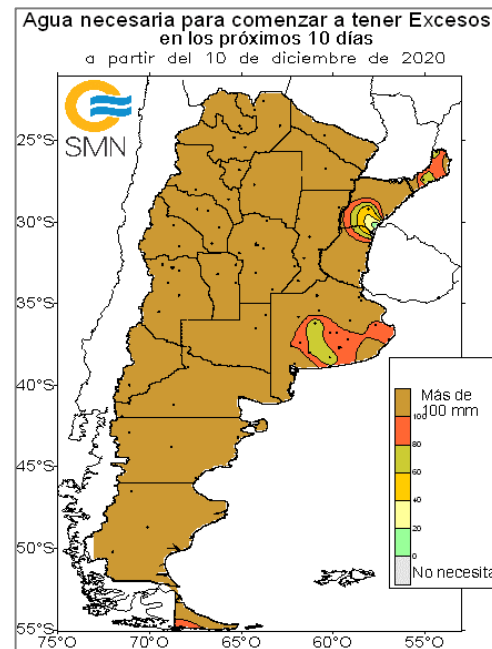 Agua necesaria para comenzar a tener Excesos
en los próximos 10 días
a partir del 10 de diciembre de 2020
SMN
25°S
30°S
35°S
40°S
45°S
50°S
55°S
75°O 70°O 65°O 60°O 55°O
Más de
100 mm
100
80
60
40
20
0
No necesita